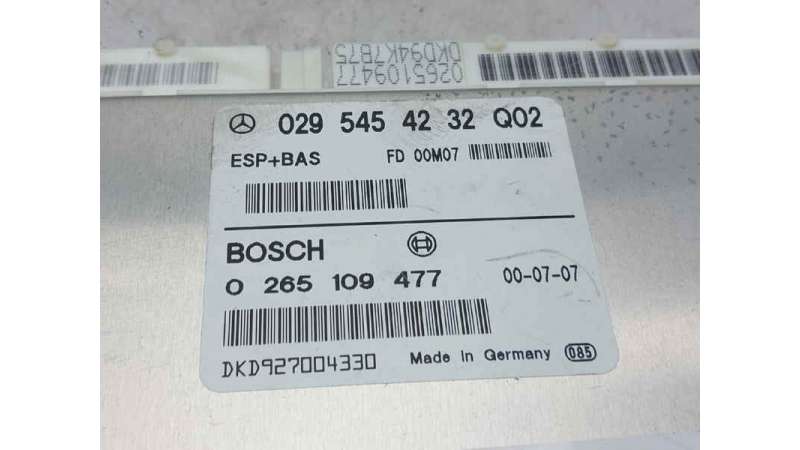 0265109477
DKD94K7B75
029 545 42 32 Q02
ESP+BAS FD 00M07
BOSCH
0 265 109 477 00-07-07
DKD927004330 Made in Germany 085